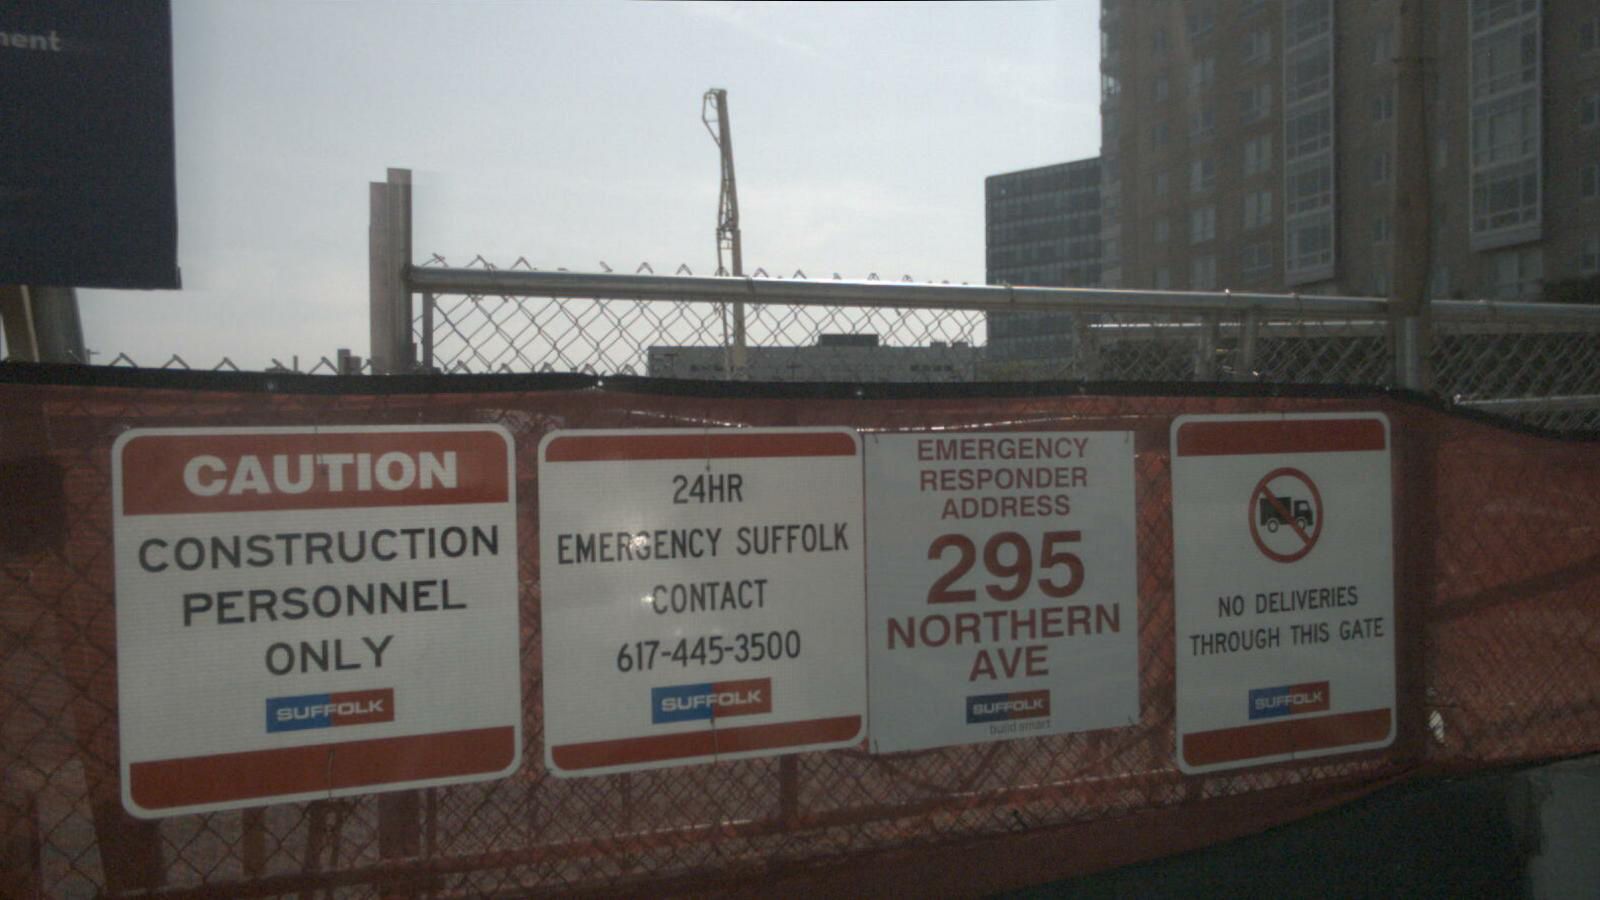 CAUTION
CONSTRUCTION
PERSONNEL
ONLY
SUFFOLK
24HR
EMERGENCY SUFFOLK
CONTACT
617-445-3500
SUFFOLK
EMERGENCY
RESPONDER
ADDRESS
295
NORTHERN
AVE
SUFFOLK
build smart
NO DELIVERIES
THROUGH THIS GATE
SUFFOLK